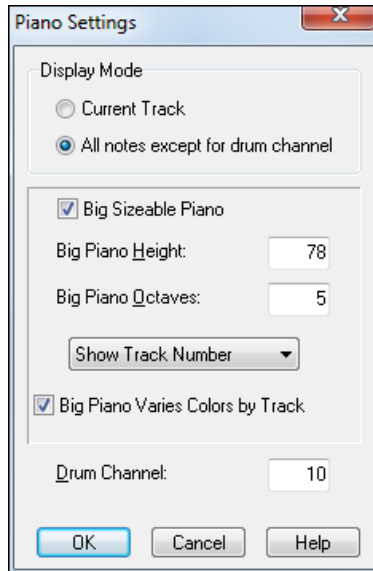 Piano Settings
Display Mode
Current Track
All notes except for drum channel
Big Sizeable Piano
Big Piano Height: 78
Big Piano Octaves: 5
Show Track Number
Big Piano Varies Colors by Track
Drum Channel: 10
OK Cancel Help